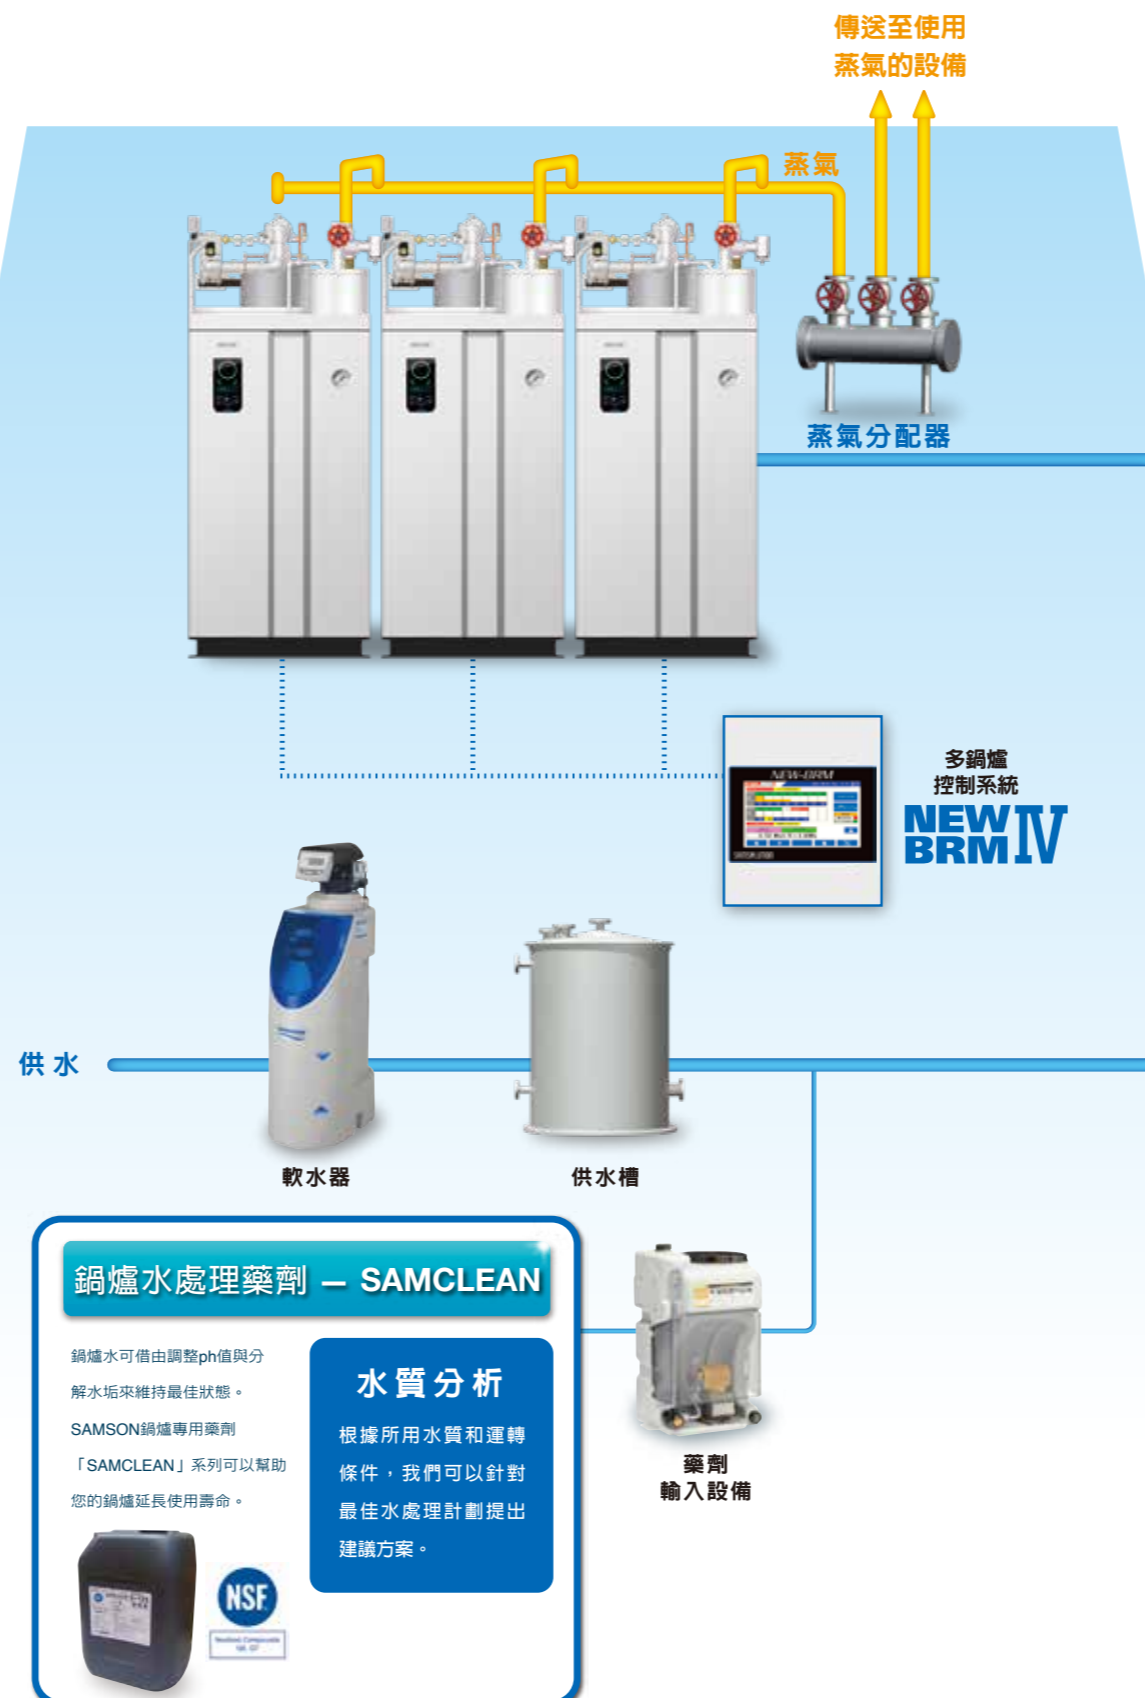 傳送至使用
蒸氣的設備
蒸氣
蒸氣分配器
NEW-BRM
多鍋爐
控制系統
NEW
BRM IV
供水
軟水器
供水槽
鍋爐水處理藥劑 — SAMCLEAN
鍋爐水可借由調整ph值與分
解水垢來維持最佳狀態。
SAMSON鍋爐專用藥劑
「SAMCLEAN」系列可以幫助
您的鍋爐延長使用壽命。
水質分析
根據所用水質和運轉
條件，我們可以針對
最佳水處理計劃提出
建議方案。
藥劑
輸入設備
NSF